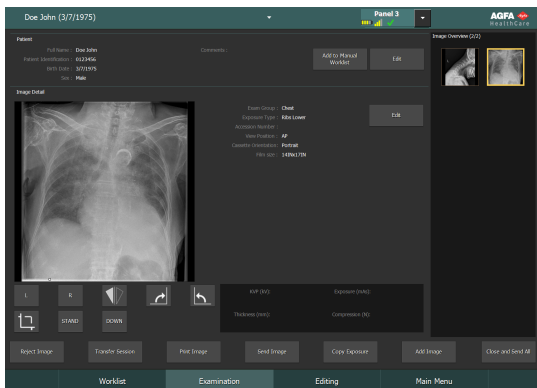 Doe John (3/7/1975)
Panel 3
AGFA
HealthCare
Patient
Full Name : Doe John
Patient Identification : 0123456
Birth Date : 3/7/1975
Sex : Male
Comments :
Add to Manual
Worklist
Edit
Image Overview (2/2)
Image Detail
Exam Group : Chest
Exposure Type : Ribs Lower
Accession Number :
View Position : AP
Cassette Orientation : Portrait
Film size : 14INx17IN
Edit
L
R
STAND
DOWN
KVP (kV):
Exposure (mAs):
Thickness (mm):
Compression (N):
Reject Image
Transfer Session
Print Image
Send Image
Copy Exposure
Add Image
Close and Send All
Worklist
Examination
Editing
Main Menu